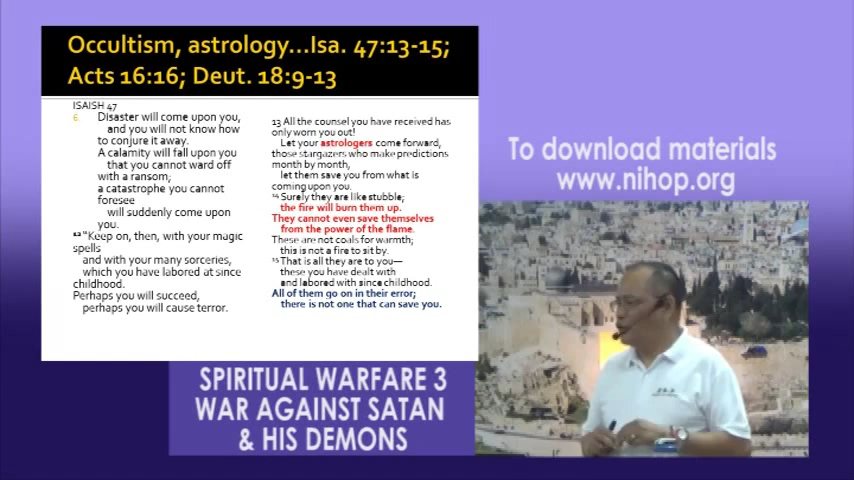 Occultism, astrology...Isa. 47:13-15;
Acts 16:16; Deut. 18:9-13
ISAISH 47
6 Disaster will come upon you,
and you will not know how
to conjure it away.
A calamity will fall upon you
that you cannot ward off
with a ransom;
a catastrophe you cannot
foresee
will suddenly come upon
you.
12 "Keep on, then, with your magic
spells
and with your many sorceries,
which you have labored at since
childhood.
Perhaps you will succeed,
perhaps you will cause terror.
13 All the counsel you have received has
only worn you out!
Let your astrologers come forward,
those stargazers who make predictions
month by month,
let them save you from what is
coming upon you.
14 Surely they are like stubble;
the fire will burn them up.
They cannot even save themselves
from the power of the flame.
These are not coals for warmth;
this is not a fire to sit by.
15 That is all they are to you—
these you have dealt with
and labored with since childhood.
All of them go on in their error;
there is not one that can save you.
To download materials
www.nihop.org
SPIRITUAL WARFARE 3
WAR AGAINST SATAN
& HIS DEMONS